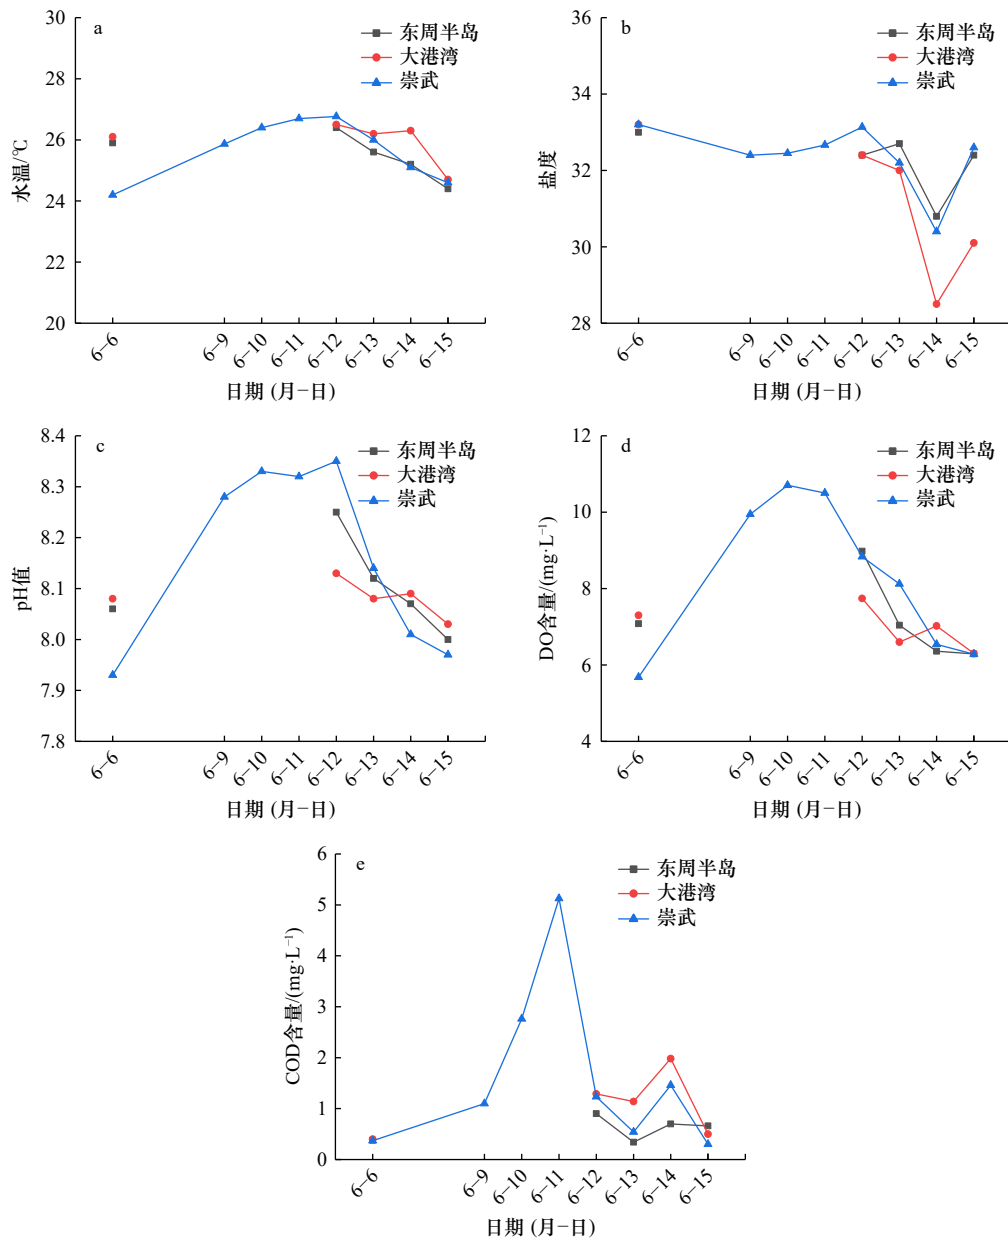 a
东周半岛
大港湾
崇武
水温/℃
30
28
26
24
22
20
6−6
6−9
6−10
6−11
6−12
6−13
6−14
6−15
日期 (月−日)
b
东周半岛
大港湾
崇武
盐度
36
34
32
30
28
6−6
6−9
6−10
6−11
6−12
6−13
6−14
6−15
日期 (月−日)
c
东周半岛
大港湾
崇武
pH值
8.4
8.3
8.2
8.1
8.0
7.9
7.8
6−6
6−9
6−10
6−11
6−12
6−13
6−14
6−15
日期 (月−日)
d
东周半岛
大港湾
崇武
DO含量/(mg·L⁻¹)
12
10
8
6
4
6−6
6−9
6−10
6−11
6−12
6−13
6−14
6−15
日期 (月−日)
e
东周半岛
大港湾
崇武
COD含量/(mg·L⁻¹)
6
5
4
3
2
1
0
6−6
6−9
6−10
6−11
6−12
6−13
6−14
6−15
日期 (月−日)